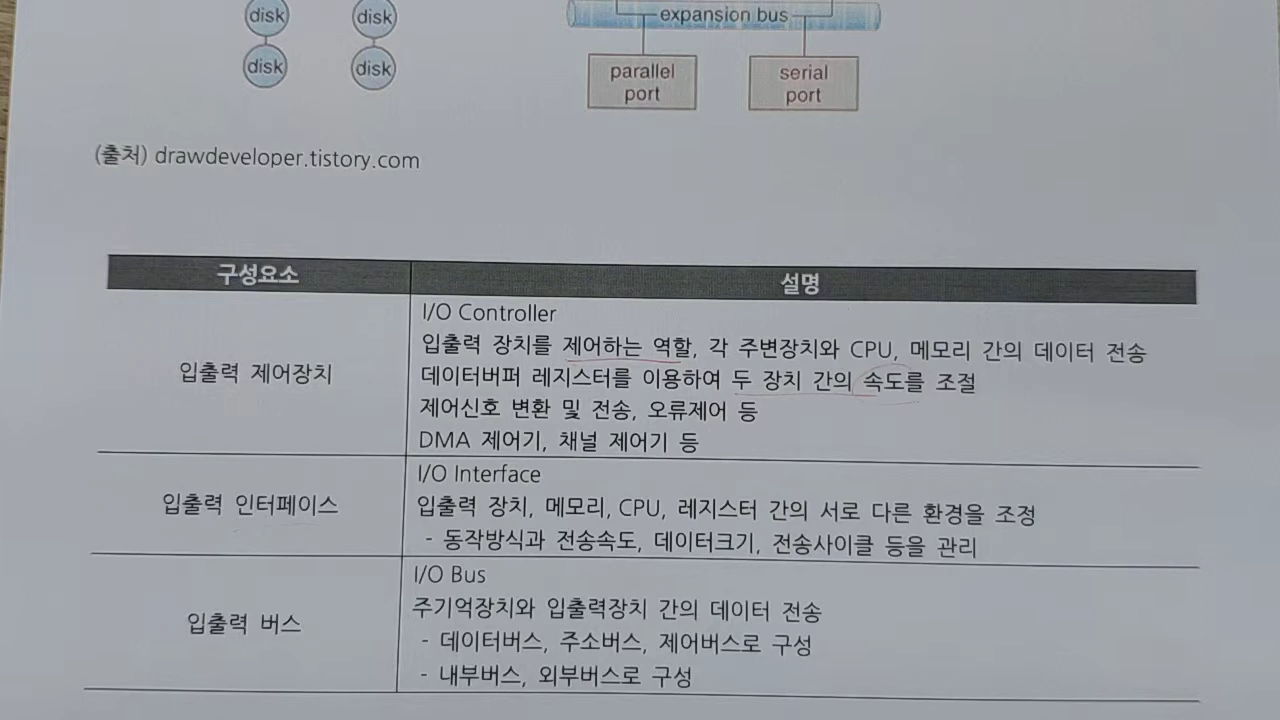 disk
disk
expansion bus
disk
disk
parallel
port
serial
port
(출처) drawdeveloper.tistory.com
구성요소
설명
입출력 제어장치
I/O Controller
입출력 장치를 제어하는 역할, 각 주변장치와 CPU, 메모리 간의 데이터 전송
데이터버퍼 레지스터를 이용하여 두 장치 간의 속도를 조절
제어신호 변환 및 전송, 오류제어 등
DMA 제어기, 채널 제어기 등
입출력 인터페이스
I/O Interface
입출력 장치, 메모리, CPU, 레지스터 간의 서로 다른 환경을 조정
- 동작방식과 전송속도, 데이터크기, 전송사이클 등을 관리
입출력 버스
I/O Bus
주기억장치와 입출력장치 간의 데이터 전송
- 데이터버스, 주소버스, 제어버스로 구성
- 내부버스, 외부버스로 구성